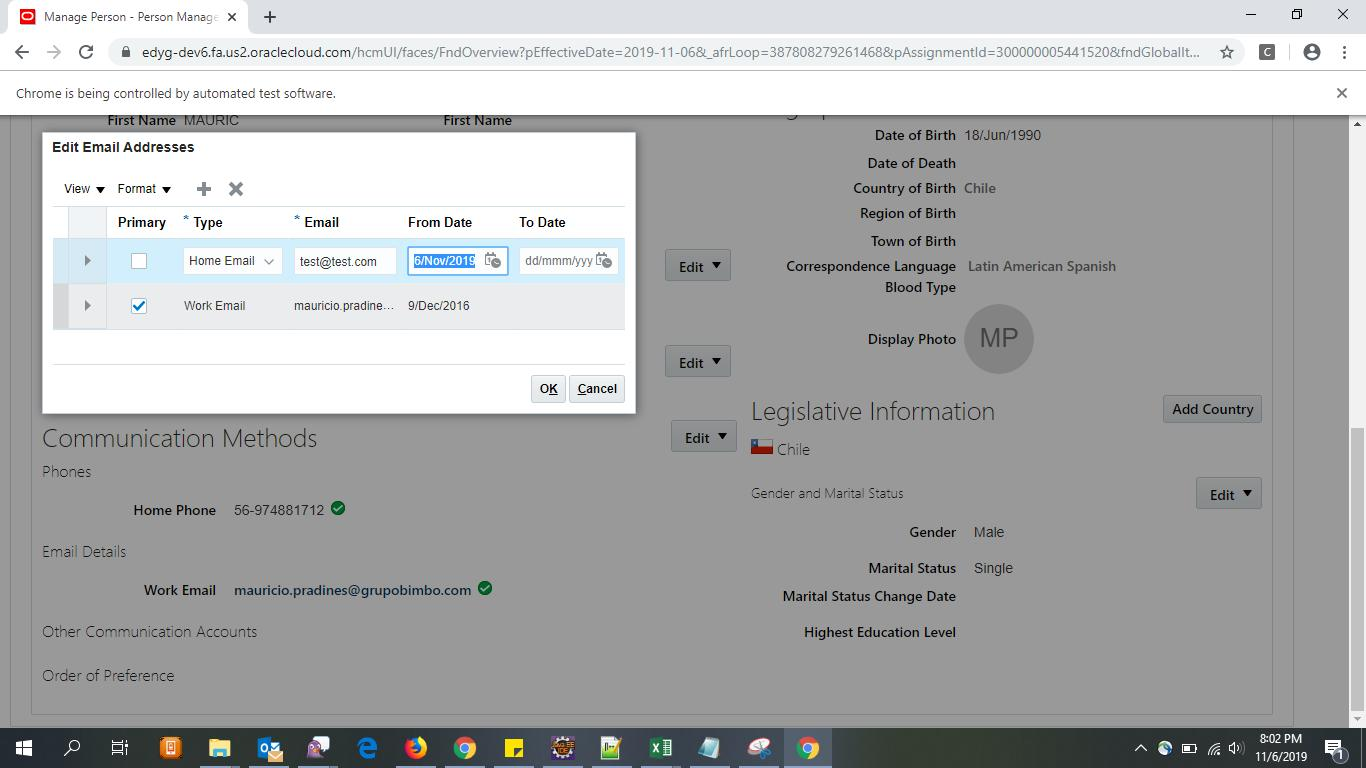 Manage Person - Person Manage
edyg-dev6.fa.us2.oraclecloud.com/hcmUI/faces/FndOverview?pEffectiveDate=2019-11-06&_afrLoop=387808279261468&pAssignmentId=300000005441520&fndGlobalIt...
C
Chrome is being controlled by automated test software.
First Name MAURIC First Name
Date of Birth 18/Jun/1990
Date of Death
Country of Birth Chile
Region of Birth
Town of Birth
Correspondence Language Latin American Spanish
Blood Type
Display Photo MP
Edit
Edit
Edit Email Addresses
View Format
Primary * Type * Email From Date To Date
Home Email test@test.com 6/Nov/2019 dd/mmm/yyy
Work Email mauricio.pradine... 9/Dec/2016
OK Cancel
Communication Methods Edit
Phones
Home Phone 56-974881712
Email Details
Work Email mauricio.pradines@grupobimbo.com
Other Communication Accounts
Order of Preference
Legislative Information Add Country
Chile
Gender and Marital Status Edit
Gender Male
Marital Status Single
Marital Status Change Date
Highest Education Level
8:02 PM
11/6/2019
1